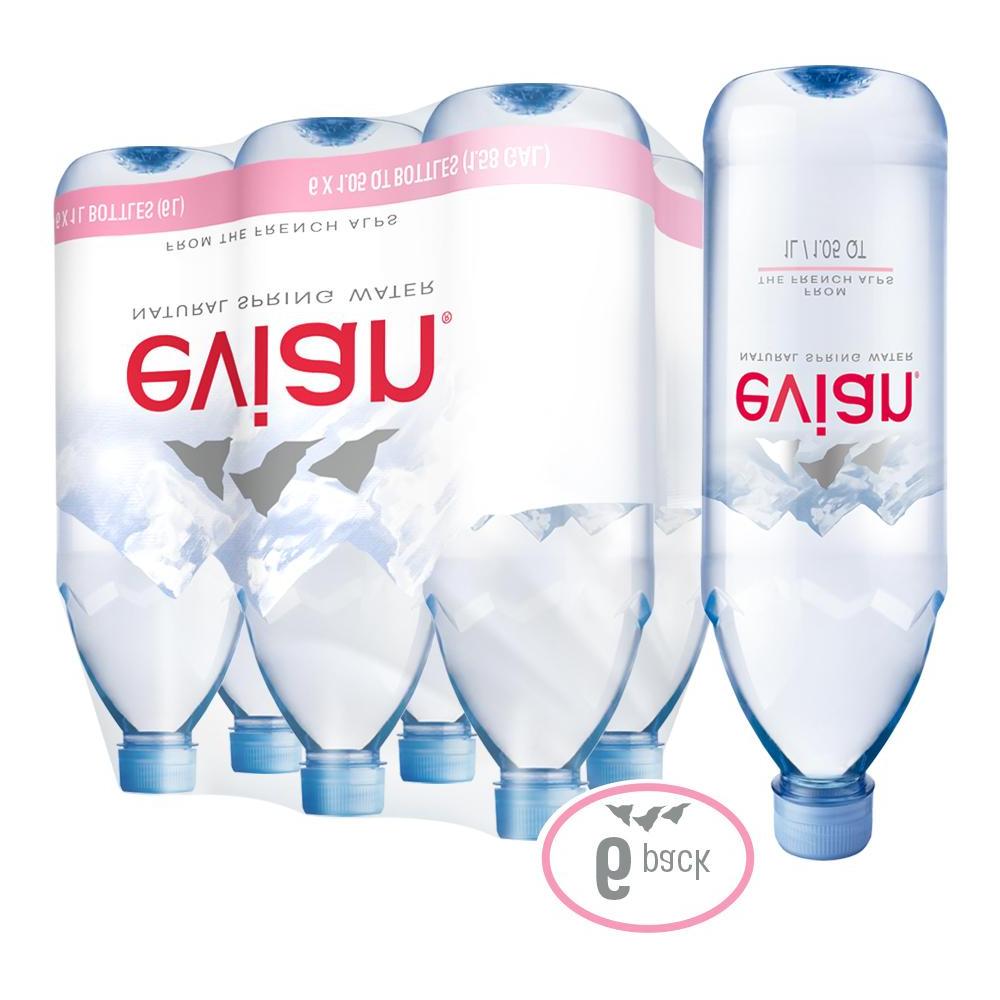 6 pack
evian®
NATURAL SPRING WATER
FROM THE FRENCH ALPS
6 X 1 L BOTTLES (6L) 6 X 1.05 QT BOTTLES (1.58 GAL)
evian®
NATURAL SPRING WATER
FROM
THE FRENCH ALPS
1L / 1.05 QT